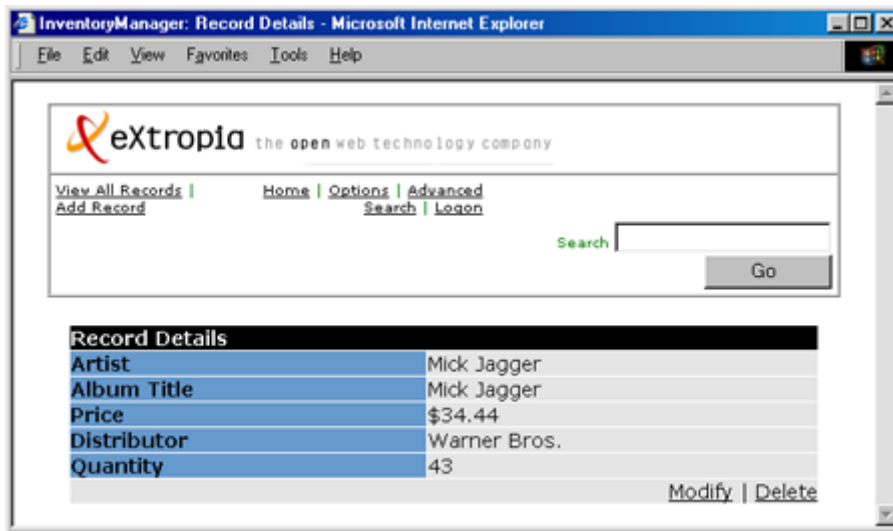 InventoryManager: Record Details - Microsoft Internet Explorer
File Edit View Favorites Tools Help
eXtropia the open web technology company
View All Records | Home | Options | Advanced
Add Record Search | Logon
Search
Go
Record Details
Artist Mick Jagger
Album Title Mick Jagger
Price $34.44
Distributor Warner Bros.
Quantity 43
Modify | Delete